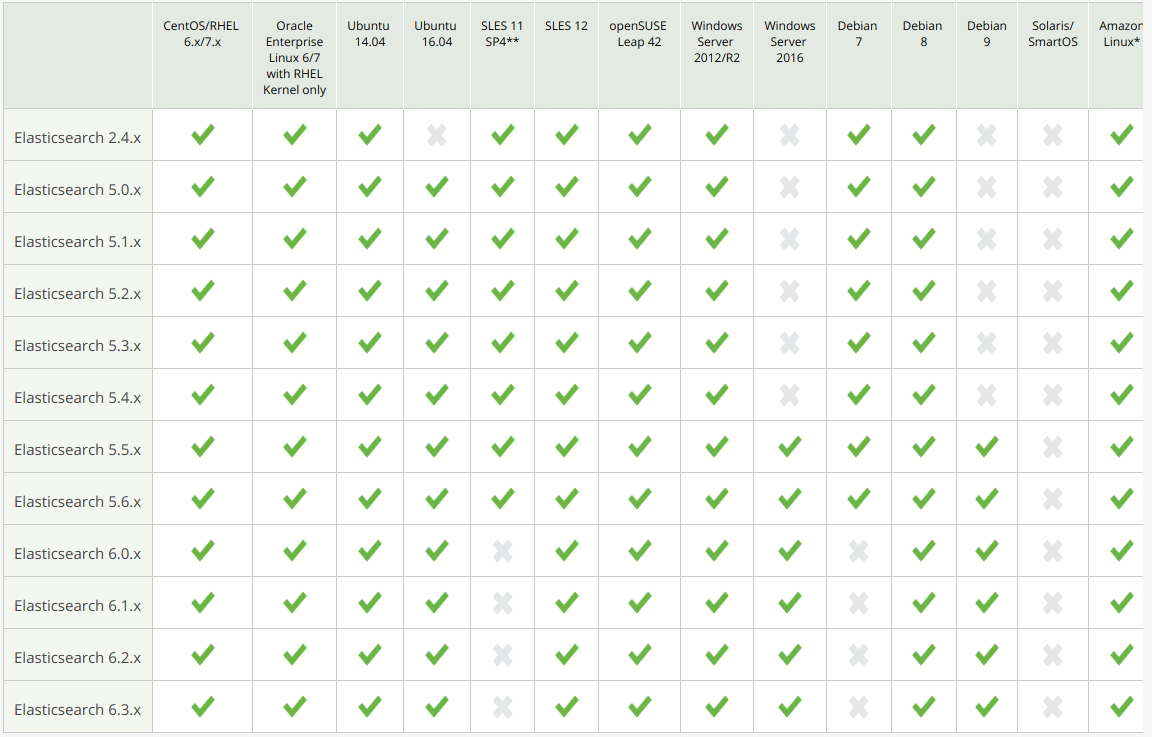 CentOS/RHEL
6.x/7.x
Oracle
Enterprise
Linux 6/7
with RHEL
Kernel only
Ubuntu
14.04
Ubuntu
16.04
SLES 11
SP4**
SLES 12
openSUSE
Leap 42
Windows
Server
2012/R2
Windows
Server
2016
Debian
7
Debian
8
Debian
9
Solaris/
SmartOS
Amazon
Linux*
Elasticsearch 2.4.x
Elasticsearch 5.0.x
Elasticsearch 5.1.x
Elasticsearch 5.2.x
Elasticsearch 5.3.x
Elasticsearch 5.4.x
Elasticsearch 5.5.x
Elasticsearch 5.6.x
Elasticsearch 6.0.x
Elasticsearch 6.1.x
Elasticsearch 6.2.x
Elasticsearch 6.3.x